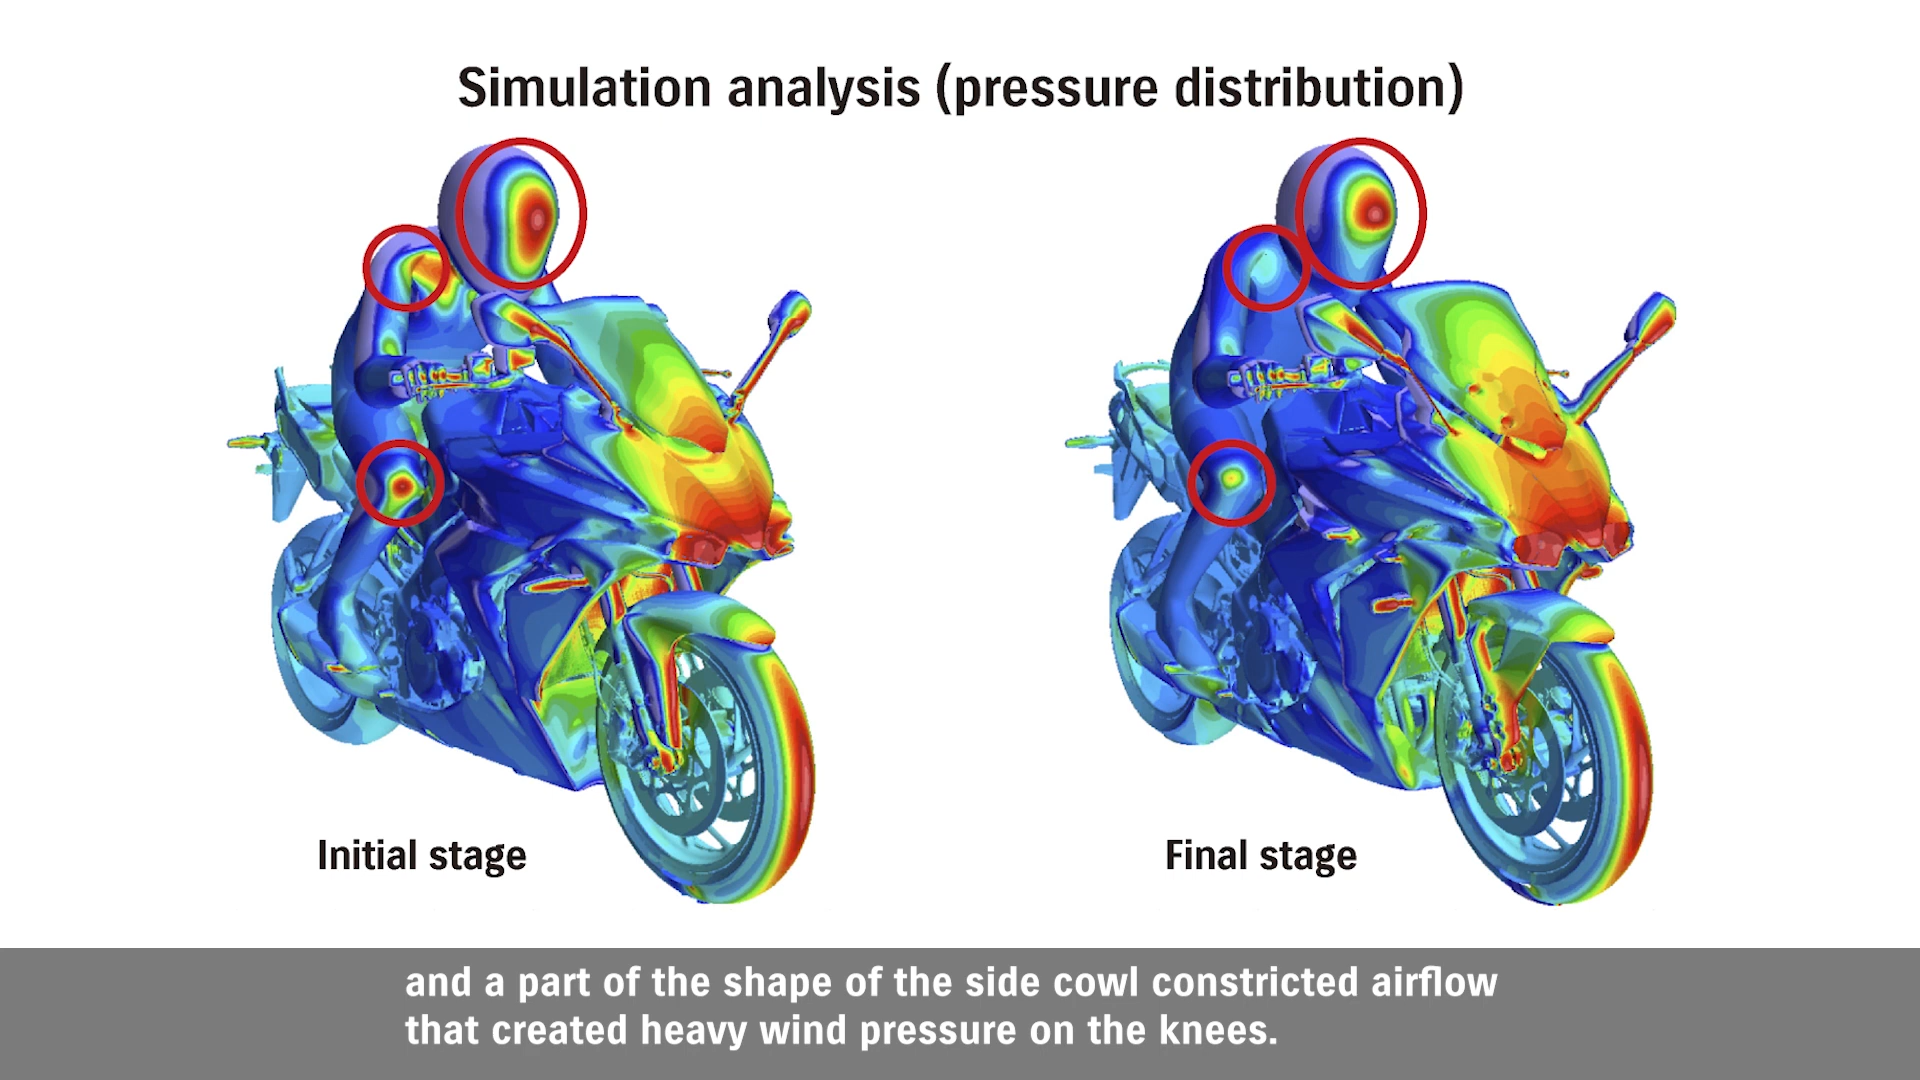 Simulation analysis (pressure distribution)
Initial stage
Final stage
and a part of the shape of the side cowl constricted airflow
that created heavy wind pressure on the knees.